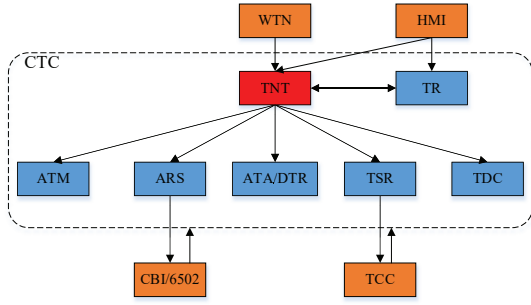 WTN
HMI
CTC
TNT
TR
ATM
ARS
ATA/DTR
TSR
TDC
CBI/6502
TCC